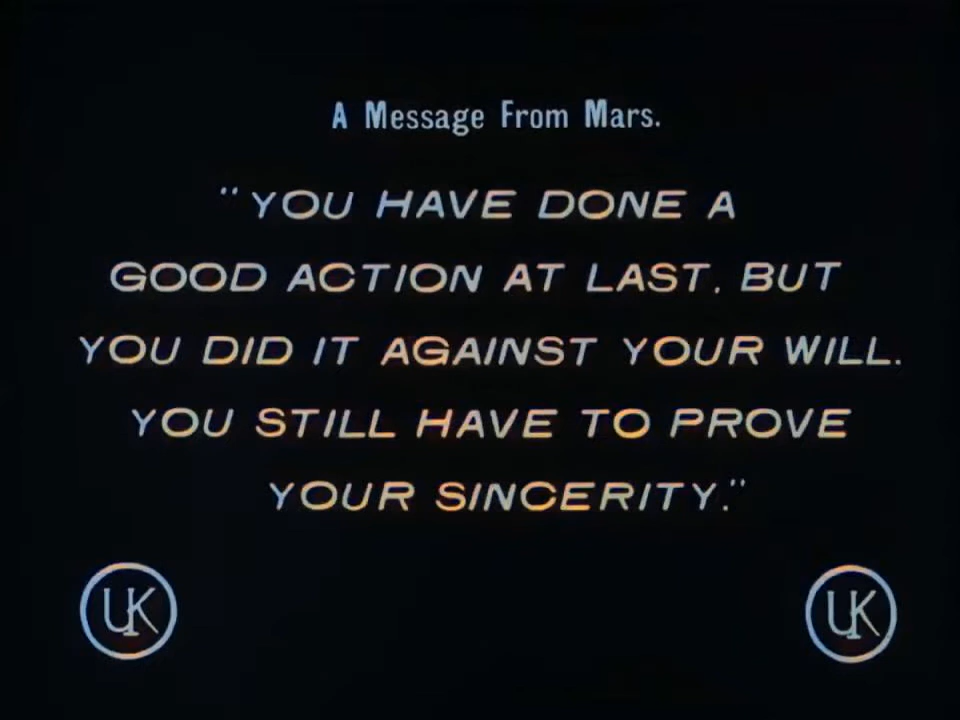 A Message From Mars.
"YOU HAVE DONE A
GOOD ACTION AT LAST, BUT
YOU DID IT AGAINST YOUR WILL.
YOU STILL HAVE TO PROVE
YOUR SINCERITY."
UK UK